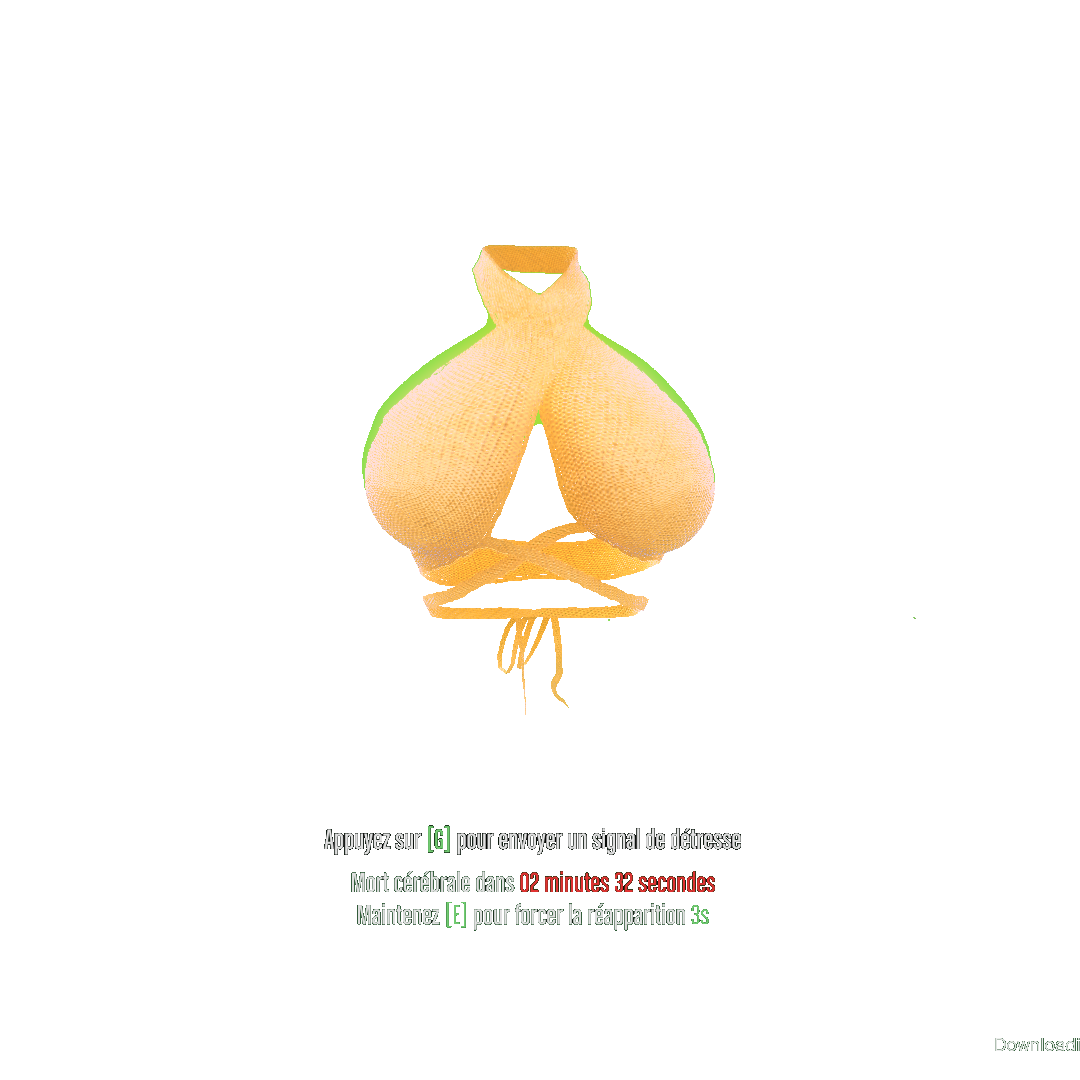 Appuyez sur [G] pour envoyer un signal de détresse
Mort cérébrale dans 02 minutes 32 secondes
Maintenez [E] pour forcer la réapparition 3s
Downloadi